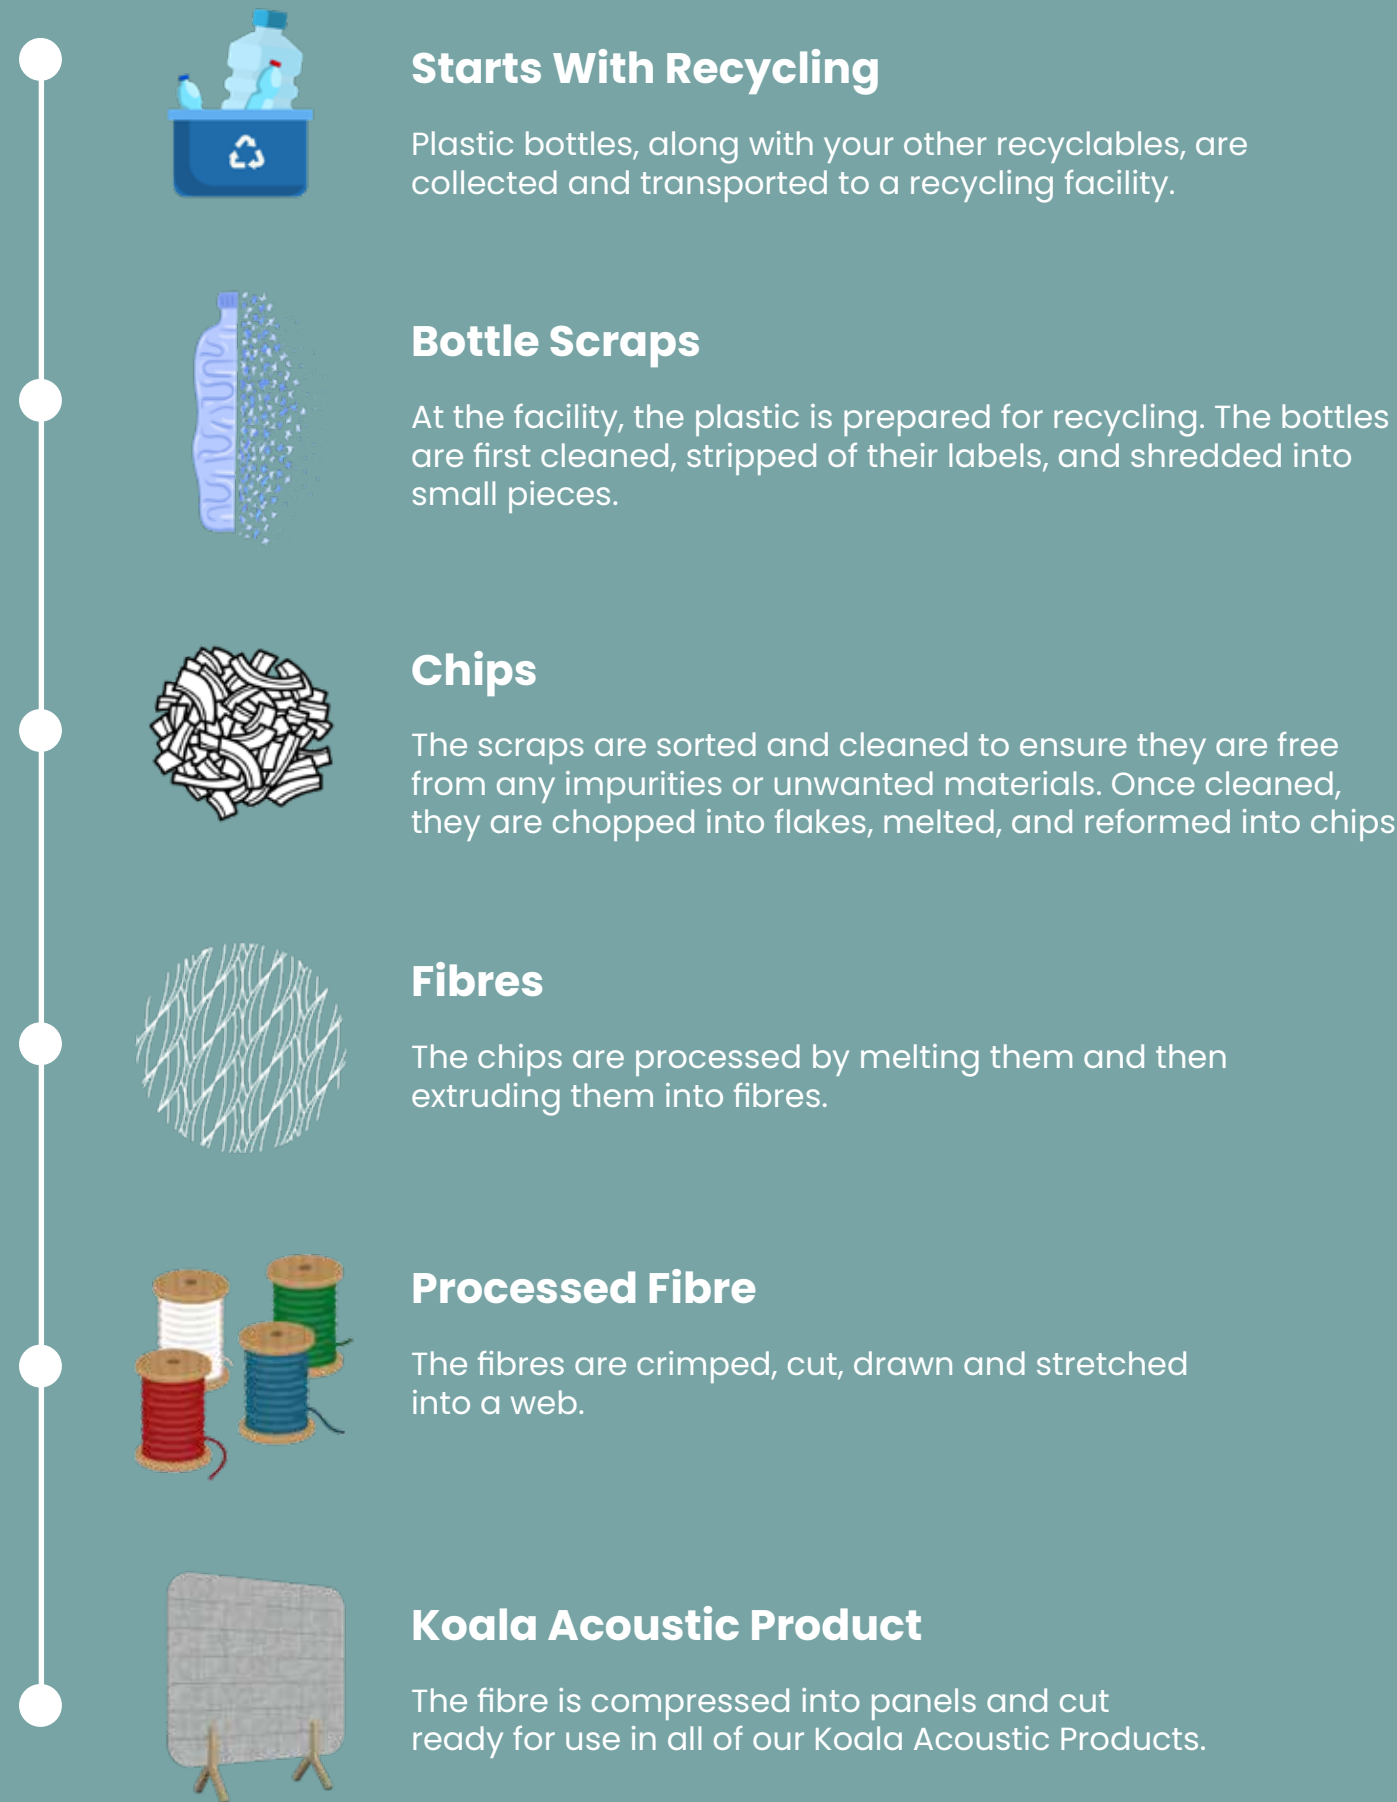 Starts With Recycling
Plastic bottles, along with your other recyclables, are
collected and transported to a recycling facility.
Bottle Scraps
At the facility, the plastic is prepared for recycling. The bottles
are first cleaned, stripped of their labels, and shredded into
small pieces.
Chips
The scraps are sorted and cleaned to ensure they are free
from any impurities or unwanted materials. Once cleaned,
they are chopped into flakes, melted, and reformed into chips
Fibres
The chips are processed by melting them and then
extruding them into fibres.
Processed Fibre
The fibres are crimped, cut, drawn and stretched
into a web.
Koala Acoustic Product
The fibre is compressed into panels and cut
ready for use in all of our Koala Acoustic Products.